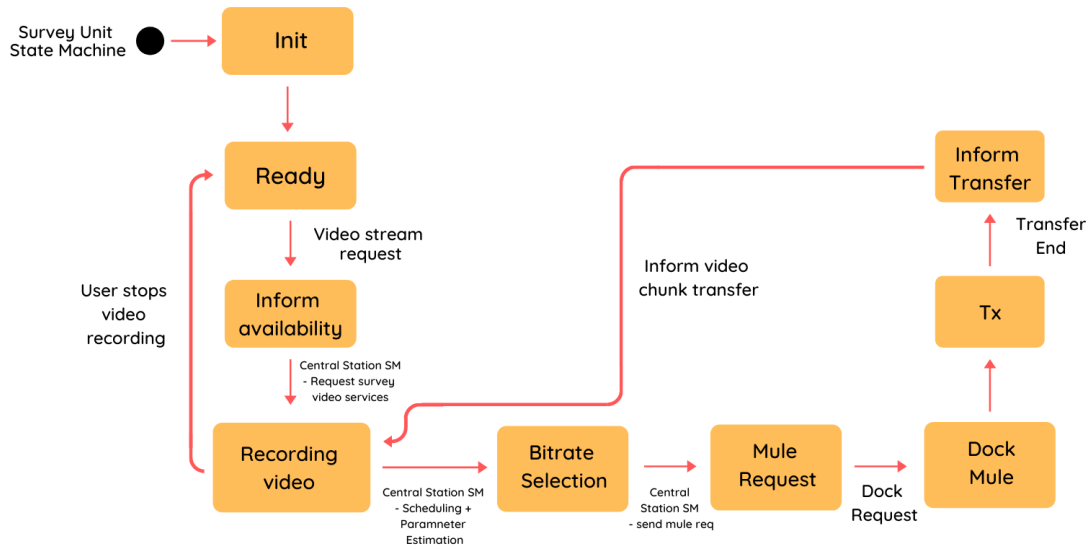 Survey Unit
State Machine
Init
Ready
Video stream
request
Inform
availability
User stops
video
recording
Central Station SM
- Request survey
video services
Recording
video
Central Station SM
- Scheduling +
Paramneter
Estimation
Bitrate
Selection
Central
Station SM
- send mule req
Mule
Request
Dock
Request
Dock
Mule
Tx
Transfer
End
Inform
Transfer
Inform video
chunk transfer